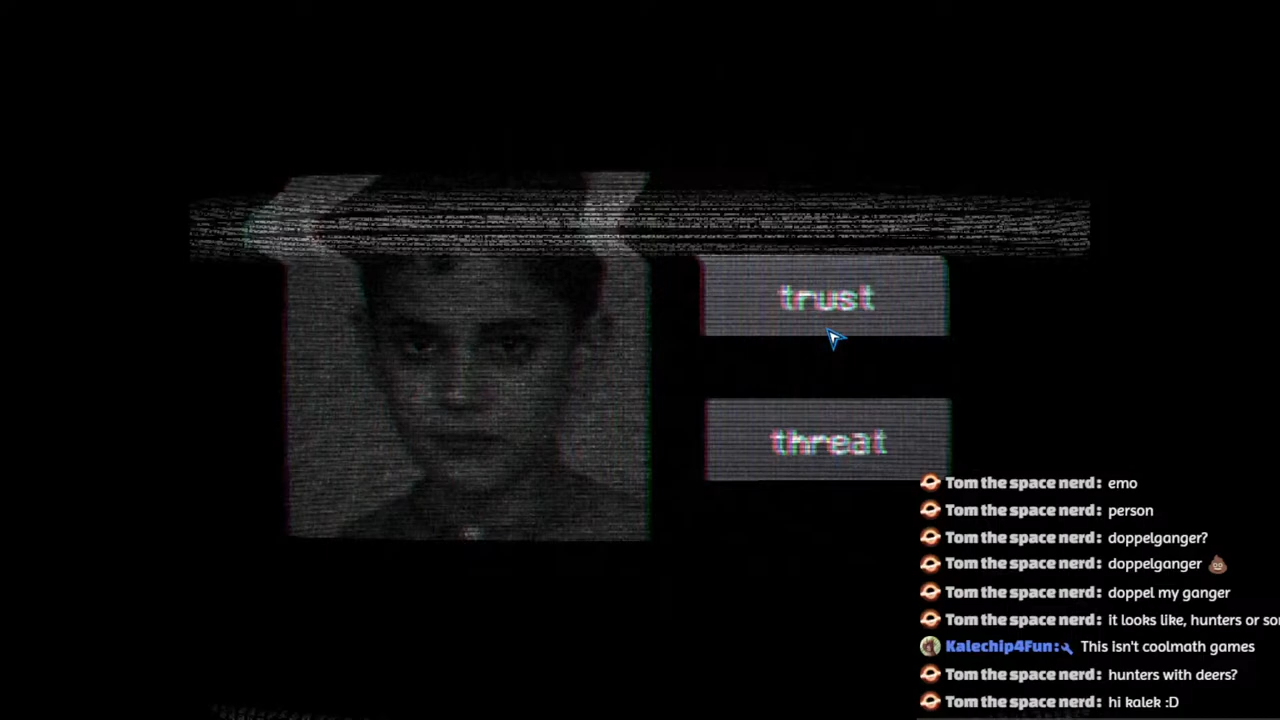 trust
threat
Tom the space nerd: emo
Tom the space nerd: person
Tom the space nerd: doppelganger?
Tom the space nerd: doppelganger 💩
Tom the space nerd: doppel my ganger
Tom the space nerd: it looks like, hunters or
Kalechip4Fun: This isn't coolmath games
Tom the space nerd: hunters with deers?
Tom the space nerd: hi kalek :D